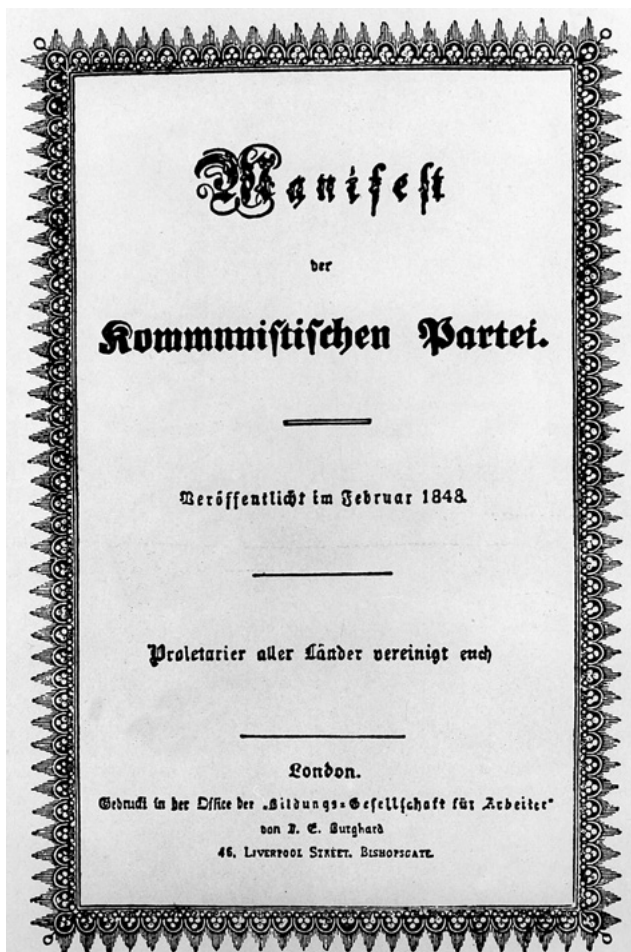 Manifest
der
Kommunistischen Partei.
Veröffentlicht im Februar 1848.
Proletarier aller Länder vereinigt euch
London.
Gedruckt in der Office der „Bildungs=Gesellschaft für Arbeiter“
von J. E. Burghard
46, LIVERPOOL STREET, BISHOPSGATE.